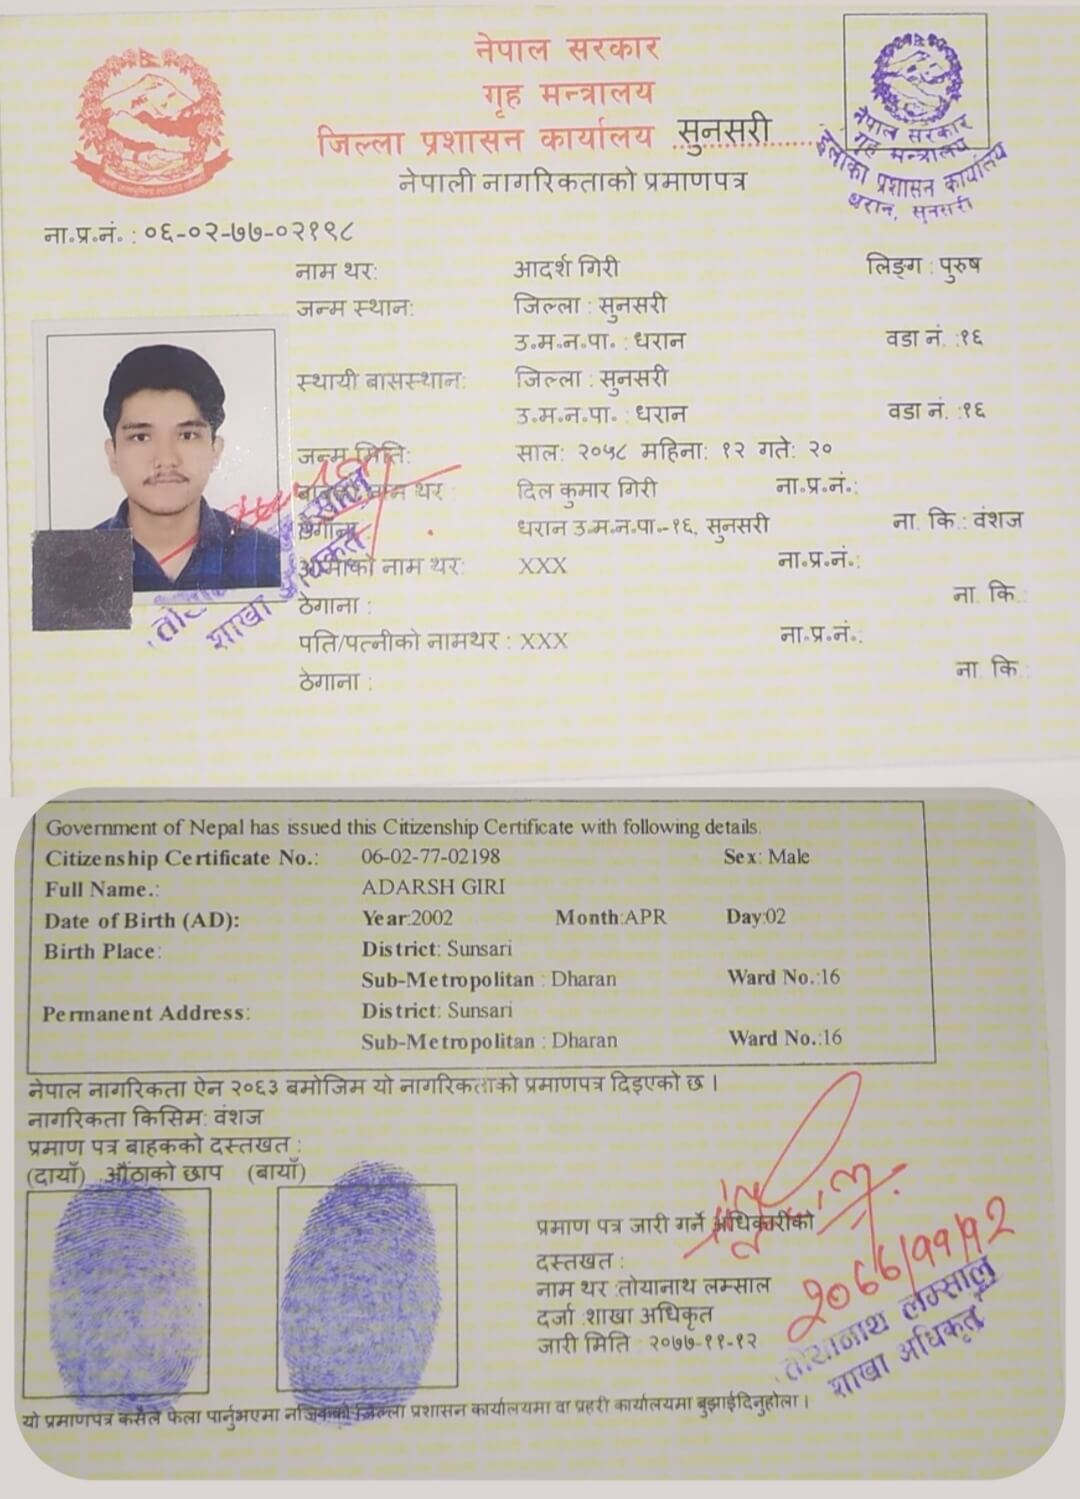 नेपाल सरकार
गृह मन्त्रालय
जिल्ला प्रशासन कार्यालय सुनसरी
नेपाली नागरिकताको प्रमाणपत्र
नेपाल सरकार
गृह मन्त्रालय
इलाका प्रशासन कार्यालय
धरान, सुनसरी
ना.प्र.नं. : ०६-०२-७७-०२१९८
नाम थर: आदर्श गिरी लिङ्ग : पुरुष
जन्म स्थान: जिल्ला : सुनसरी
उ.म.न.पा. : धरान वडा नं. :१६
स्थायी बासस्थान: जिल्ला : सुनसरी
उ.म.न.पा. : धरान वडा नं. :१६
जन्म मिति: साल: २०५८ महिना: १२ गते: २०
बाबुको नाम थर : दिल कुमार गिरी ना.प्र.नं.:
ठेगाना: धरान उ.म.न.पा.-१६, सुनसरी ना. कि.: वंशज
आमाको नाम थर: XXX ना.प्र.नं.:
ठेगाना : ना. कि.:
पति/पत्नीको नामथर : XXX ना.प्र.नं.:
ठेगाना : ना. कि.:
शाखा अधिकृत
Government of Nepal has issued this Citizenship Certificate with following details.
Citizenship Certificate No.: 06-02-77-02198 Sex: Male
Full Name.: ADARSH GIRI
Date of Birth (AD): Year:2002 Month:APR Day:02
Birth Place: District: Sunsari
Sub-Metropolitan : Dharan Ward No.:16
Permanent Address: District: Sunsari
Sub-Metropolitan : Dharan Ward No.:16
नेपाल नागरिकता ऐन २०६३ बमोजिम यो नागरिकताको प्रमाणपत्र दिइएको छ ।
नागरिकता किसिम: वंशज
प्रमाण पत्र बाहकको दस्तखत :
(दायाँ) औंठाको छाप (बायाँ)
प्रमाण पत्र जारी गर्ने अधिकारीको
दस्तखत :
नाम थर :तोयानाथ लम्साल
दर्जा :शाखा अधिकृत
जारी मिति : २०७७-११-१२
२०७७/११/१२
तोयानाथ लम्साल
शाखा अधिकृत
यो प्रमाणपत्र कसैले फेला पार्नुभएमा नजिकको जिल्ला प्रशासन कार्यालयमा वा प्रहरी कार्यालयमा बुझाईदिनुहोला ।